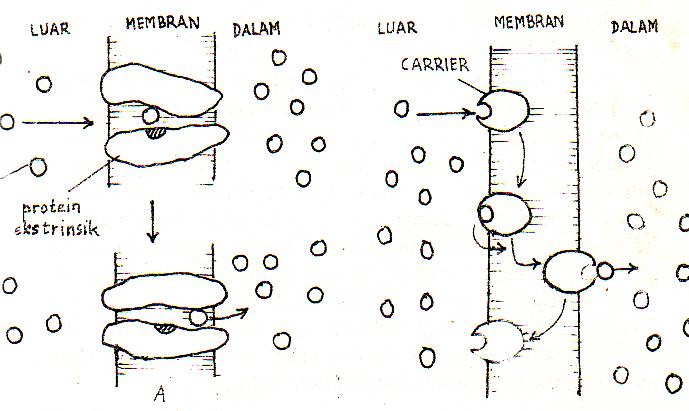 LUAR MEMBRAN DALAM
protein
ekstrinsik
A
LUAR MEMBRAN DALAM
CARRIER